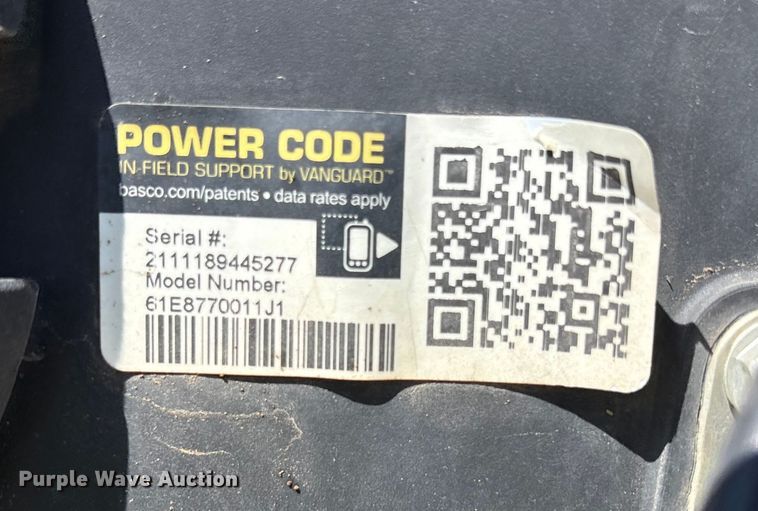 POWER CODE
IN-FIELD SUPPORT by VANGUARD™
basco.com/patents • data rates apply
Serial #:
2111189445277
Model Number:
61E8770011J1
Purple Wave Auction